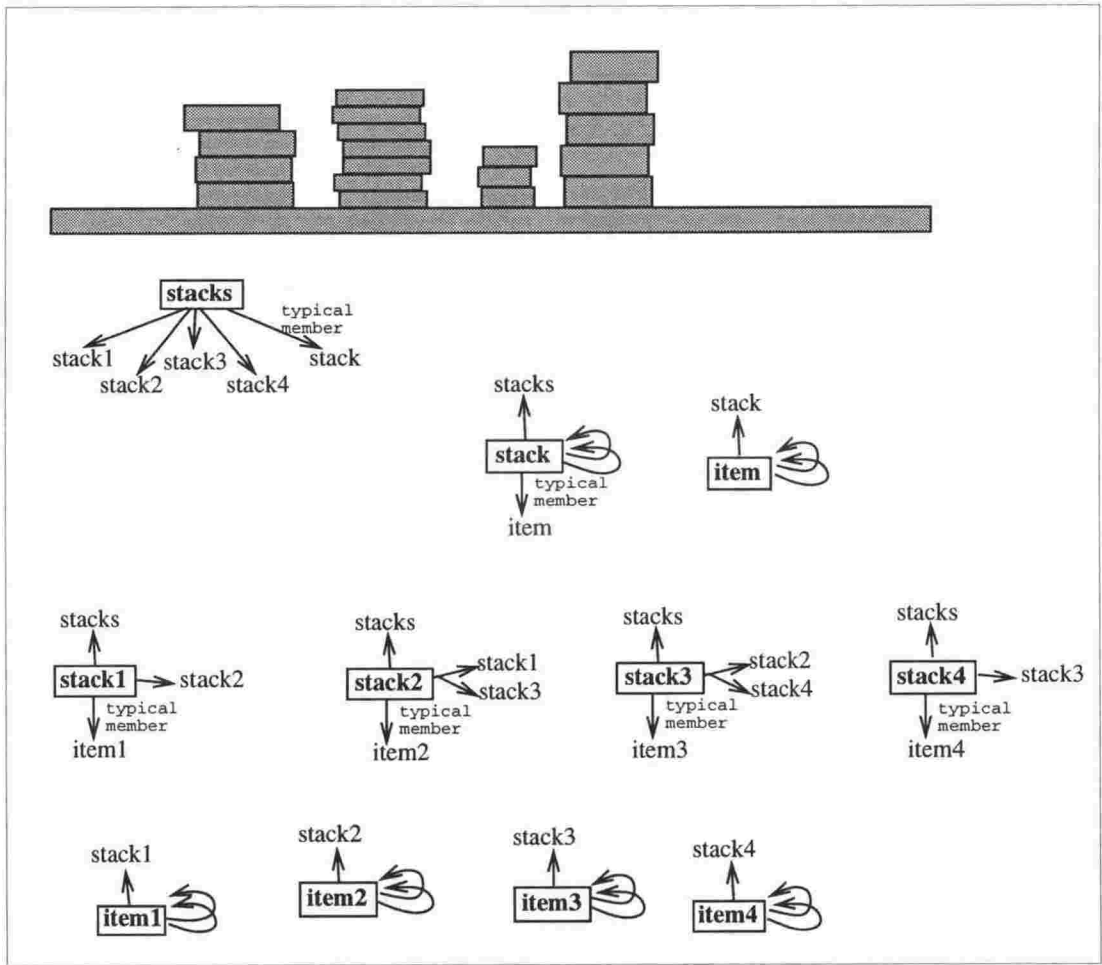 stacks
typical
member
stack1
stack3
stack
stack2
stack4
stacks
stack
typical
member
item
stack
item
stacks
stack1
stack2
typical
member
item1
stacks
stack2
stack1
stack3
typical
member
item2
stacks
stack3
stack2
stack4
typical
member
item3
stacks
stack4
stack3
typical
member
item4
stack1
item1
stack2
item2
stack3
item3
stack4
item4